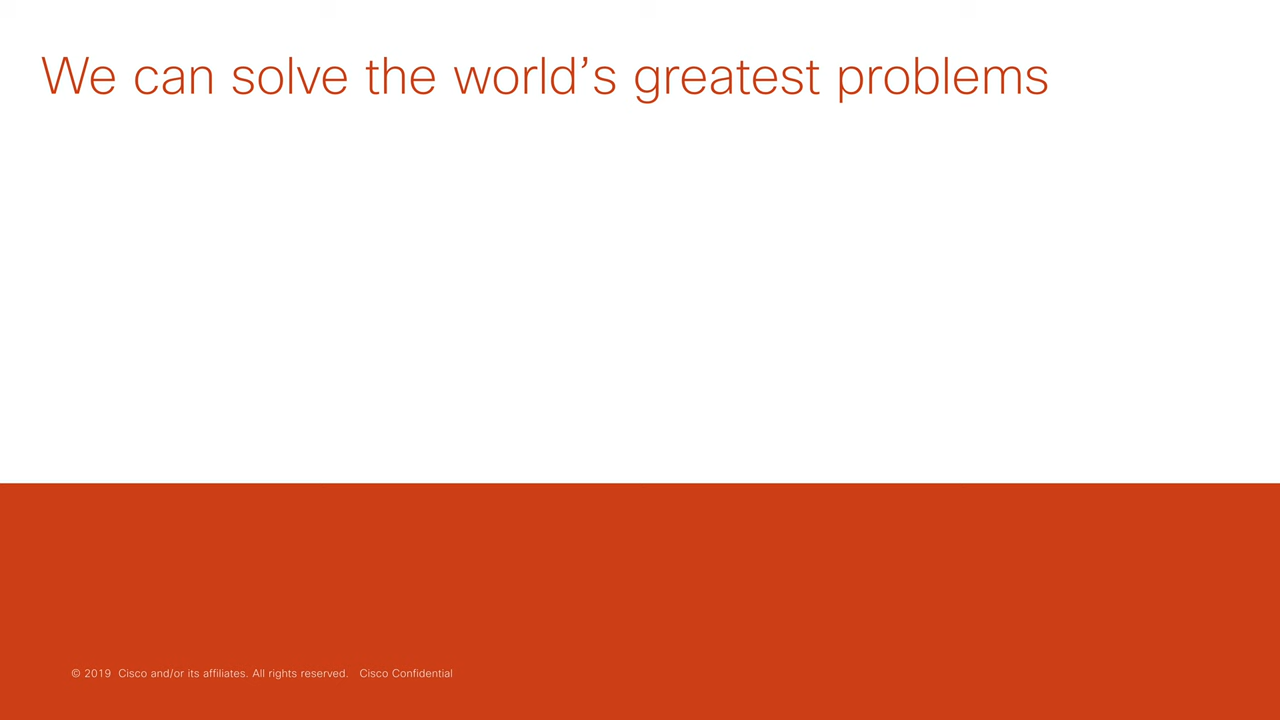 We can solve the world’s greatest problems
© 2019 Cisco and/or its affiliates. All rights reserved. Cisco Confidential